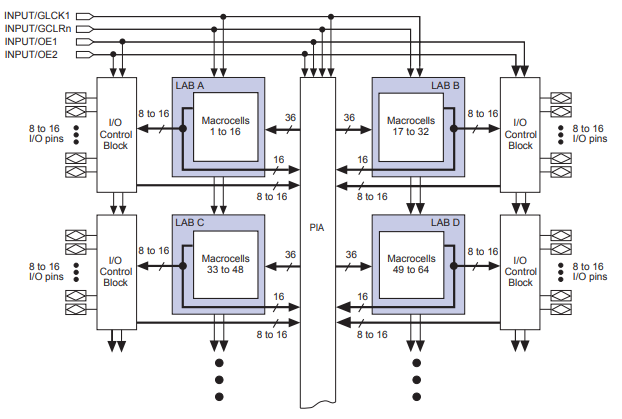 INPUT/GLCK1
INPUT/GCLRn
INPUT/OE1
INPUT/OE2
LAB A
LAB B
8 to 16
I/O pins
I/O
Control
Block
8 to 16
Macrocells
1 to 16
36
36
Macrocells
17 to 32
8 to 16
I/O
Control
Block
8 to 16
I/O pins
16
16
8 to 16
8 to 16
PIA
LAB C
LAB D
8 to 16
I/O pins
I/O
Control
Block
8 to 16
Macrocells
33 to 48
36
36
Macrocells
49 to 64
8 to 16
I/O
Control
Block
8 to 16
I/O pins
16
16
8 to 16
8 to 16